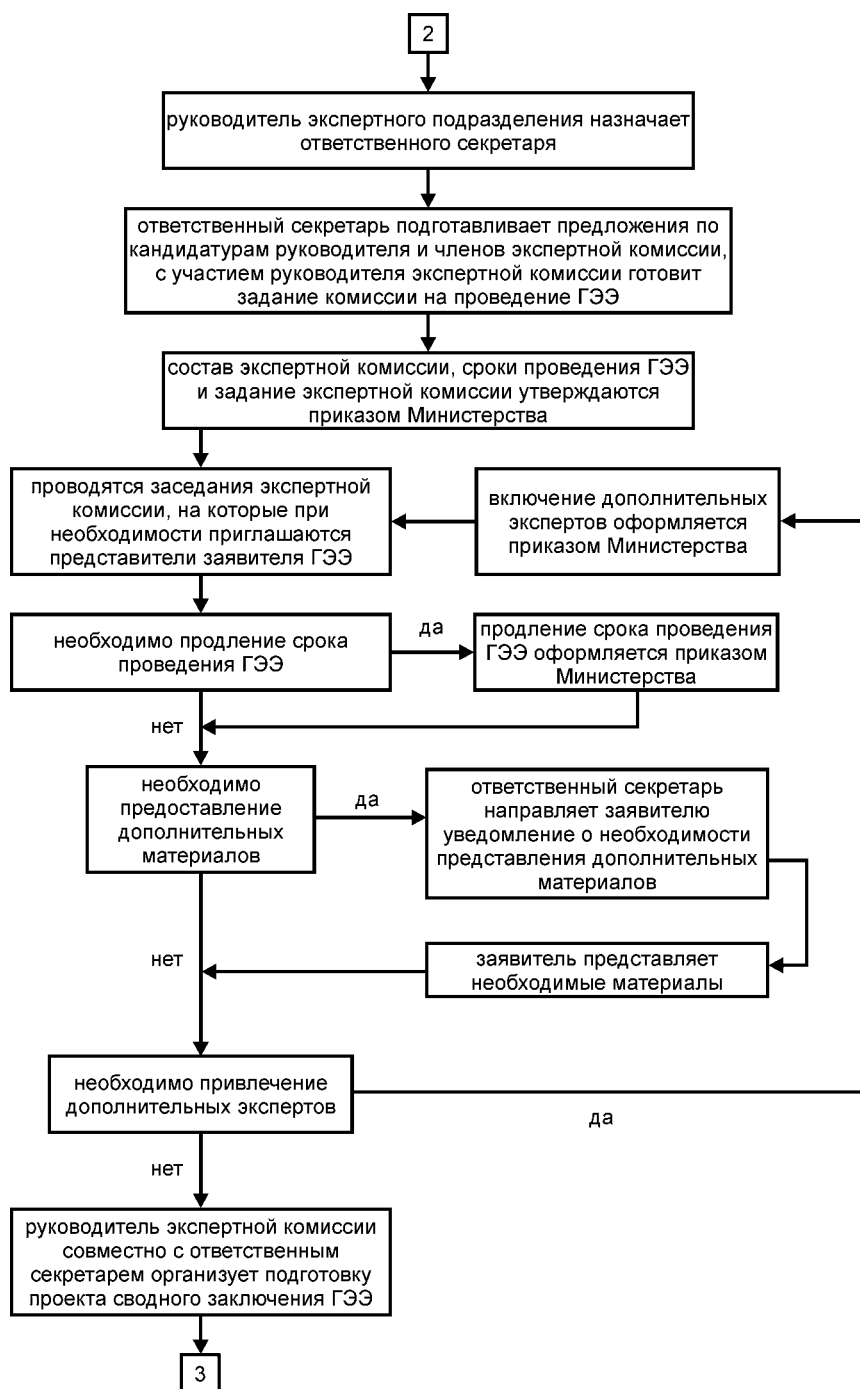 2
руководитель экспертного подразделения назначает
ответственного секретаря
ответственный секретарь подготавливает предложения по
кандидатурам руководителя и членов экспертной комиссии,
с участием руководителя экспертной комиссии готовит
задание комиссии на проведение ГЭЭ
состав экспертной комиссии, сроки проведения ГЭЭ
и задание экспертной комиссии утверждаются
приказом Министерства
проводятся заседания экспертной
комиссии, на которые при
необходимости приглашаются
представители заявителя ГЭЭ
включение дополнительных
экспертов оформляется
приказом Министерства
необходимо продление срока
проведения ГЭЭ
да
продление срока проведения
ГЭЭ оформляется приказом
Министерства
нет
необходимо
предоставление
дополнительных
материалов
да
ответственный секретарь
направляет заявителю
уведомление о необходимости
представления дополнительных
материалов
нет
заявитель представляет
необходимые материалы
необходимо привлечение
дополнительных экспертов
да
нет
руководитель экспертной комиссии
совместно с ответственным
секретарем организует подготовку
проекта сводного заключения ГЭЭ
3